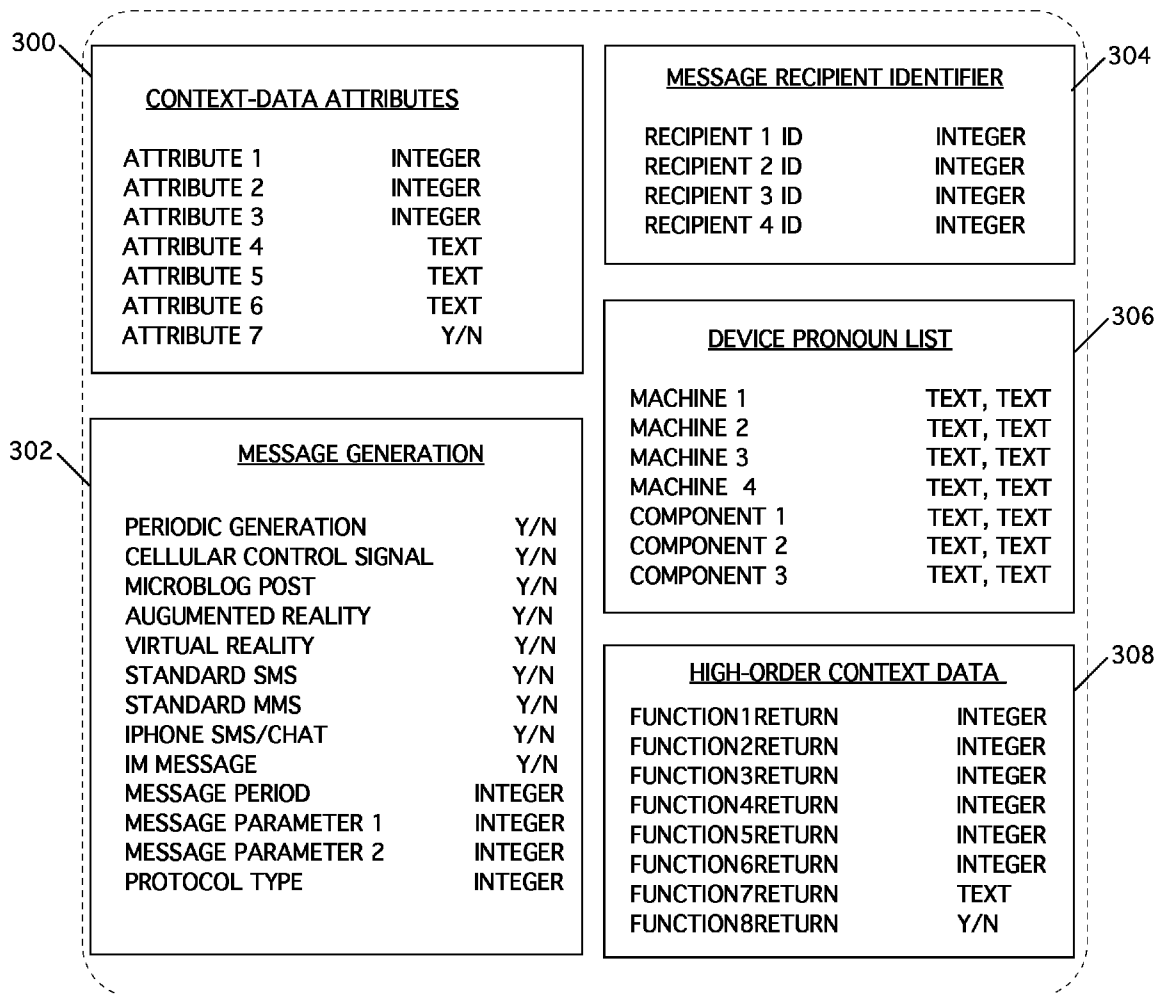 300
CONTEXT-DATA ATTRIBUTES
ATTRIBUTE 1 INTEGER
ATTRIBUTE 2 INTEGER
ATTRIBUTE 3 INTEGER
ATTRIBUTE 4 TEXT
ATTRIBUTE 5 TEXT
ATTRIBUTE 6 TEXT
ATTRIBUTE 7 Y/N
302
MESSAGE GENERATION
PERIODIC GENERATION Y/N
CELLULAR CONTROL SIGNAL Y/N
MICROBLOG POST Y/N
AUGUMENTED REALITY Y/N
VIRTUAL REALITY Y/N
STANDARD SMS Y/N
STANDARD MMS Y/N
IPHONE SMS/CHAT Y/N
IM MESSAGE Y/N
MESSAGE PERIOD INTEGER
MESSAGE PARAMETER 1 INTEGER
MESSAGE PARAMETER 2 INTEGER
PROTOCOL TYPE INTEGER
304
MESSAGE RECIPIENT IDENTIFIER
RECIPIENT 1 ID INTEGER
RECIPIENT 2 ID INTEGER
RECIPIENT 3 ID INTEGER
RECIPIENT 4 ID INTEGER
306
DEVICE PRONOUN LIST
MACHINE 1 TEXT, TEXT
MACHINE 2 TEXT, TEXT
MACHINE 3 TEXT, TEXT
MACHINE 4 TEXT, TEXT
COMPONENT 1 TEXT, TEXT
COMPONENT 2 TEXT, TEXT
COMPONENT 3 TEXT, TEXT
308
HIGH-ORDER CONTEXT DATA
FUNCTION1RETURN INTEGER
FUNCTION2RETURN INTEGER
FUNCTION3RETURN INTEGER
FUNCTION4RETURN INTEGER
FUNCTION5RETURN INTEGER
FUNCTION6RETURN INTEGER
FUNCTION7RETURN TEXT
FUNCTION8RETURN Y/N